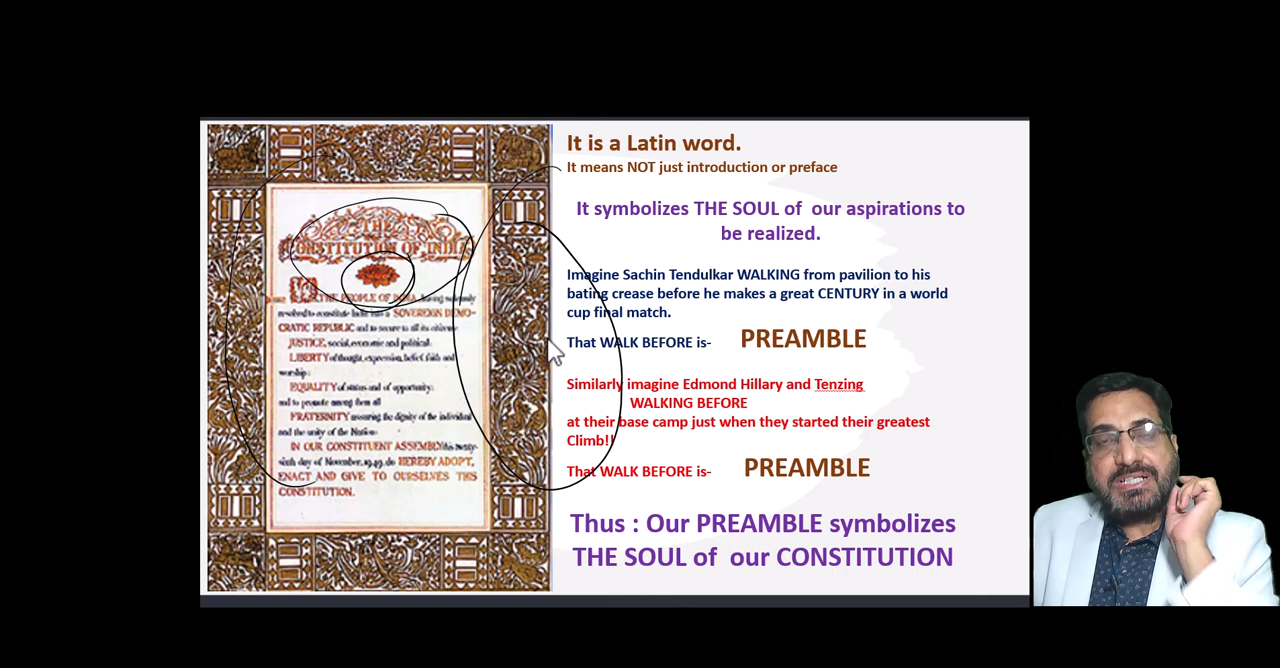 THE
CONSTITUTION OF INDIA
WE, THE PEOPLE OF INDIA, having solemnly
resolved to constitute India into a SOVEREIGN DEMO-
CRATIC REPUBLIC and to secure to all its citizens:
JUSTICE, social, economic and political;
LIBERTY of thought, expression, belief, faith and
worship;
EQUALITY of status and of opportunity;
and to promote among them all
FRATERNITY assuring the dignity of the individual
and the unity of the Nation;
IN OUR CONSTITUENT ASSEMBLY this twenty-
sixth day of November, 1949, do HEREBY ADOPT,
ENACT AND GIVE TO OURSELVES THIS
CONSTITUTION.
It is a Latin word.
It means NOT just introduction or preface
It symbolizes THE SOUL of our aspirations to
be realized.
Imagine Sachin Tendulkar WALKING from pavilion to his
bating crease before he makes a great CENTURY in a world
cup final match.
That WALK BEFORE is- PREAMBLE
Similarly imagine Edmond Hillary and Tenzing
WALKING BEFORE
at their base camp just when they started their greatest
Climb!!
That WALK BEFORE is- PREAMBLE
Thus : Our PREAMBLE symbolizes
THE SOUL of our CONSTITUTION